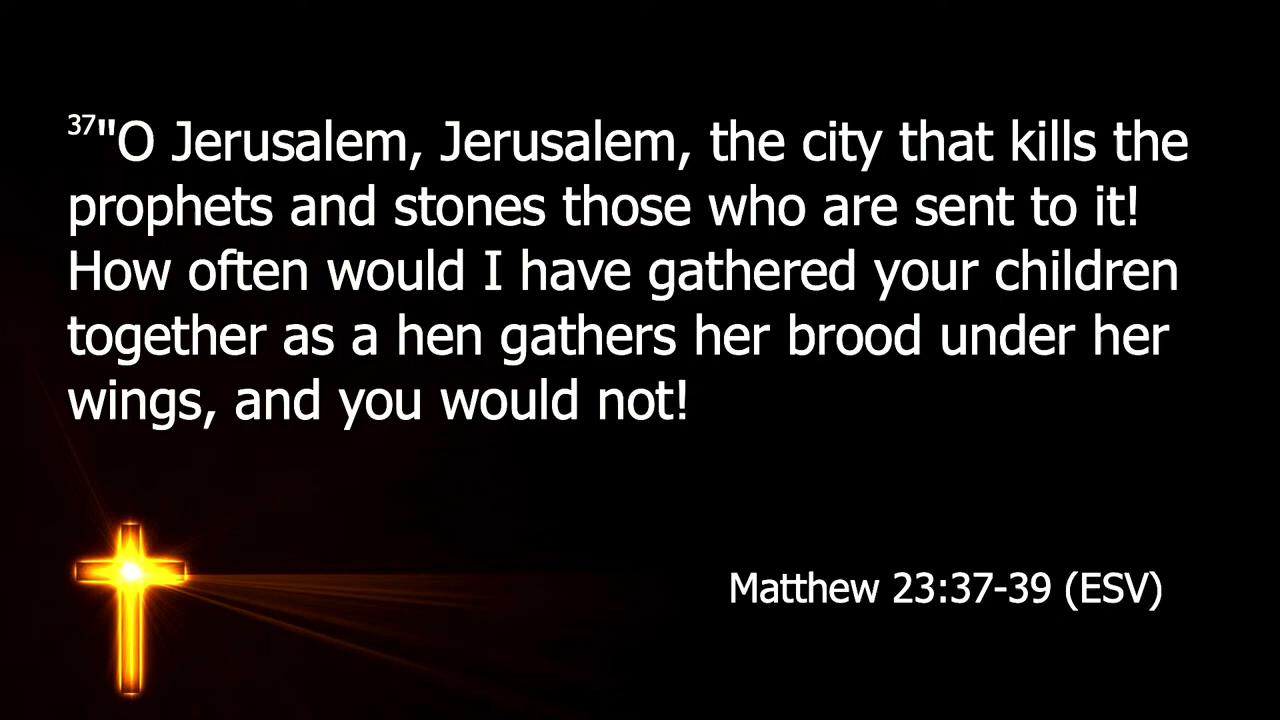 37"O Jerusalem, Jerusalem, the city that kills the
prophets and stones those who are sent to it!
How often would I have gathered your children
together as a hen gathers her brood under her
wings, and you would not!
Matthew 23:37-39 (ESV)